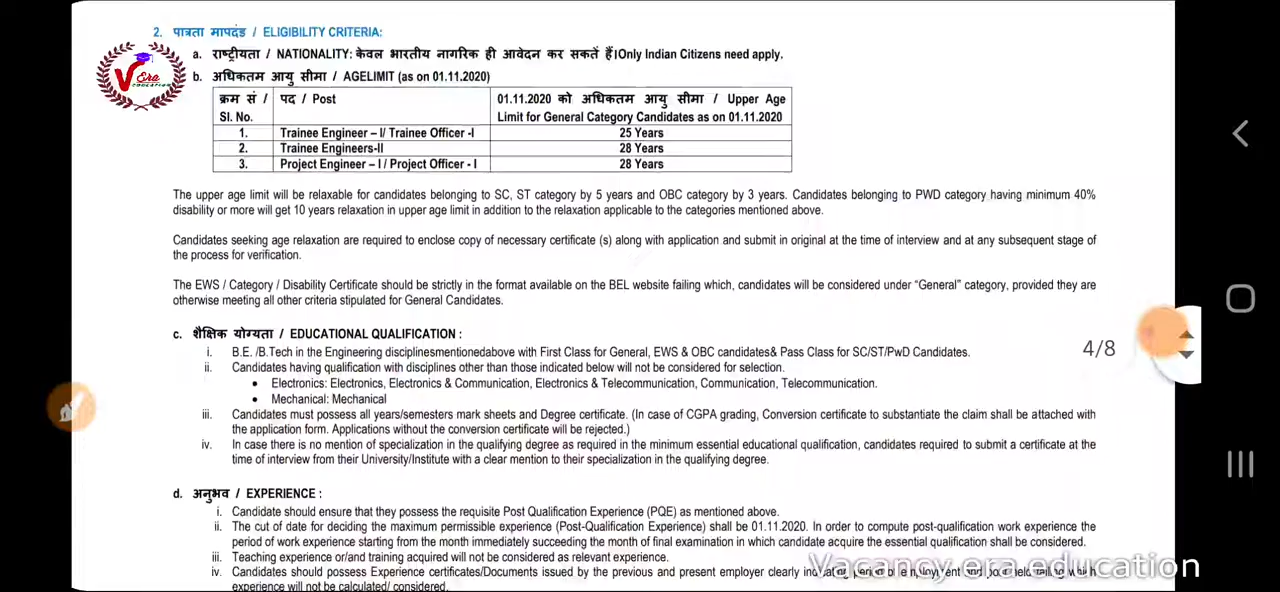 2. पात्रता मापदंड / ELIGIBILITY CRITERIA:
a. राष्ट्रीयता / NATIONALITY: केवल भारतीय नागरिक ही आवेदन कर सकतें हैं।Only Indian Citizens need apply.
V Era
EDUCATION
b. अधिकतम आयु सीमा / AGELIMIT (as on 01.11.2020)
क्रम सं / पद / Post 01.11.2020 को अधिकतम आयु सीमा / Upper Age
Sl. No. Limit for General Category Candidates as on 01.11.2020
1. Trainee Engineer – I/ Trainee Officer -I 25 Years
2. Trainee Engineers-II 28 Years
3. Project Engineer – I / Project Officer - I 28 Years
The upper age limit will be relaxable for candidates belonging to SC, ST category by 5 years and OBC category by 3 years. Candidates belonging to PWD category having minimum 40%
disability or more will get 10 years relaxation in upper age limit in addition to the relaxation applicable to the categories mentioned above.
Candidates seeking age relaxation are required to enclose copy of necessary certificate (s) along with application and submit in original at the time of interview and at any subsequent stage of
the process for verification.
The EWS / Category / Disability Certificate should be strictly in the format available on the BEL website failing which, candidates will be considered under “General” category, provided they are
otherwise meeting all other criteria stipulated for General Candidates.
c. शैक्षिक योग्यता / EDUCATIONAL QUALIFICATION :
i. B.E. /B.Tech in the Engineering disciplinesmentionedabove with First Class for General, EWS & OBC candidates& Pass Class for SC/ST/PwD Candidates.
4/8
ii. Candidates having qualification with disciplines other than those indicated below will not be considered for selection.
• Electronics: Electronics, Electronics & Communication, Electronics & Telecommunication, Communication, Telecommunication.
• Mechanical: Mechanical
iii. Candidates must possess all years/semesters mark sheets and Degree certificate. (In case of CGPA grading, Conversion certificate to substantiate the claim shall be attached with
the application form. Applications without the conversion certificate will be rejected.)
iv. In case there is no mention of specialization in the qualifying degree as required in the minimum essential educational qualification, candidates required to submit a certificate at the
time of interview from their University/Institute with a clear mention to their specialization in the qualifying degree.
d. अनुभव / EXPERIENCE :
i. Candidate should ensure that they possess the requisite Post Qualification Experience (PQE) as mentioned above.
ii. The cut of date for deciding the maximum permissible experience (Post-Qualification Experience) shall be 01.11.2020. In order to compute post-qualification work experience the
period of work experience starting from the month immediately succeeding the month of final examination in which candidate acquire the essential qualification shall be considered.
iii. Teaching experience or/and training acquired will not be considered as relevant experience.
iv. Candidates should possess Experience certificates/Documents issued by the previous and present employer clearly
experience will not be calculated/ considered.
Vacancy era education